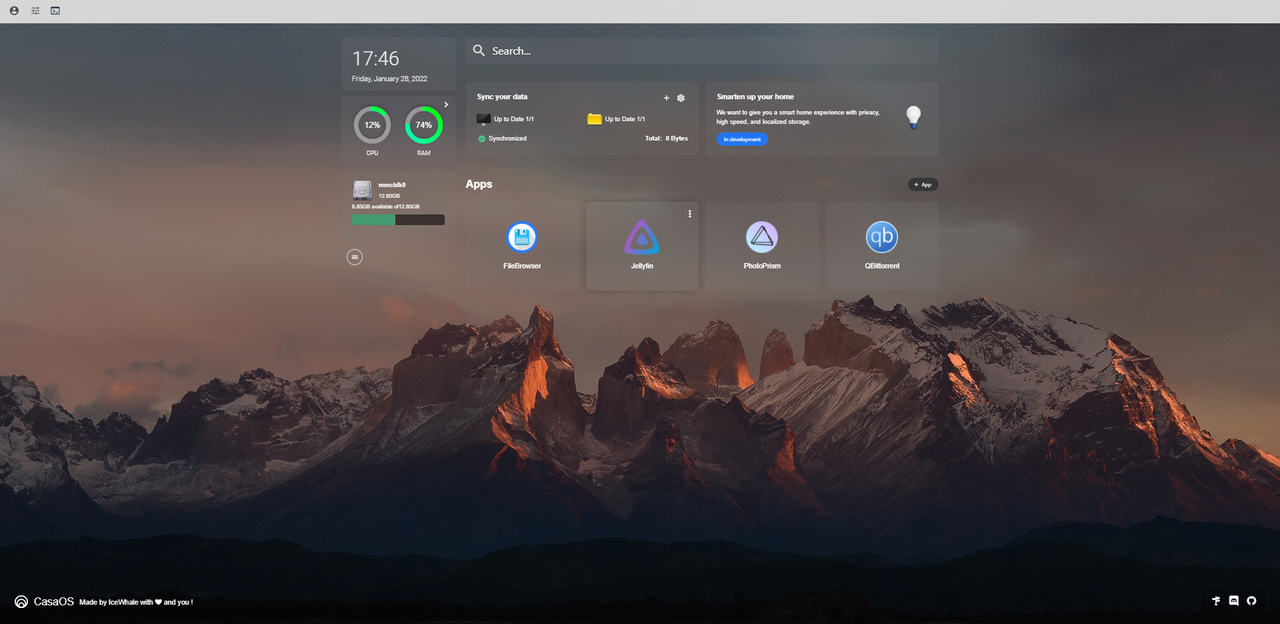 17:46
Friday, January 28, 2022
12%
74%
CPU
RAM
mmcblk0
12.80GB
6.83GB available of12.80GB
Search...
Sync your data
Up to Date 1/1
Up to Date 1/1
Synchronized
Total: 0 Bytes
Smarten up your home
We want to give you a smart home experience with privacy,
high speed, and localized storage.
In development
Apps
+ App
FileBrowser
Jellyfin
PhotoPrism
qb
QBittorrent
CasaOS Made by IceWhale with ❤ and you !